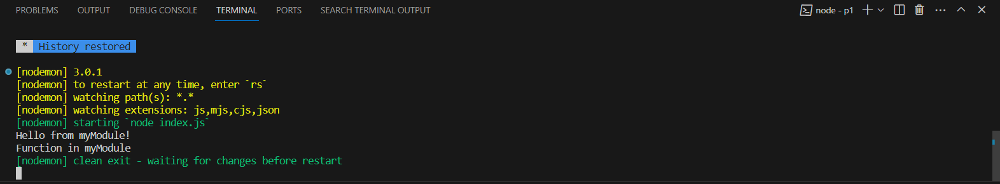 PROBLEMS OUTPUT DEBUG CONSOLE TERMINAL PORTS SEARCH TERMINAL OUTPUT node - p1
* History restored
[nodemon] 3.0.1
[nodemon] to restart at any time, enter `rs`
[nodemon] watching path(s): *.*
[nodemon] watching extensions: js,mjs,cjs,json
[nodemon] starting `node index.js`
Hello from myModule!
Function in myModule
[nodemon] clean exit - waiting for changes before restart